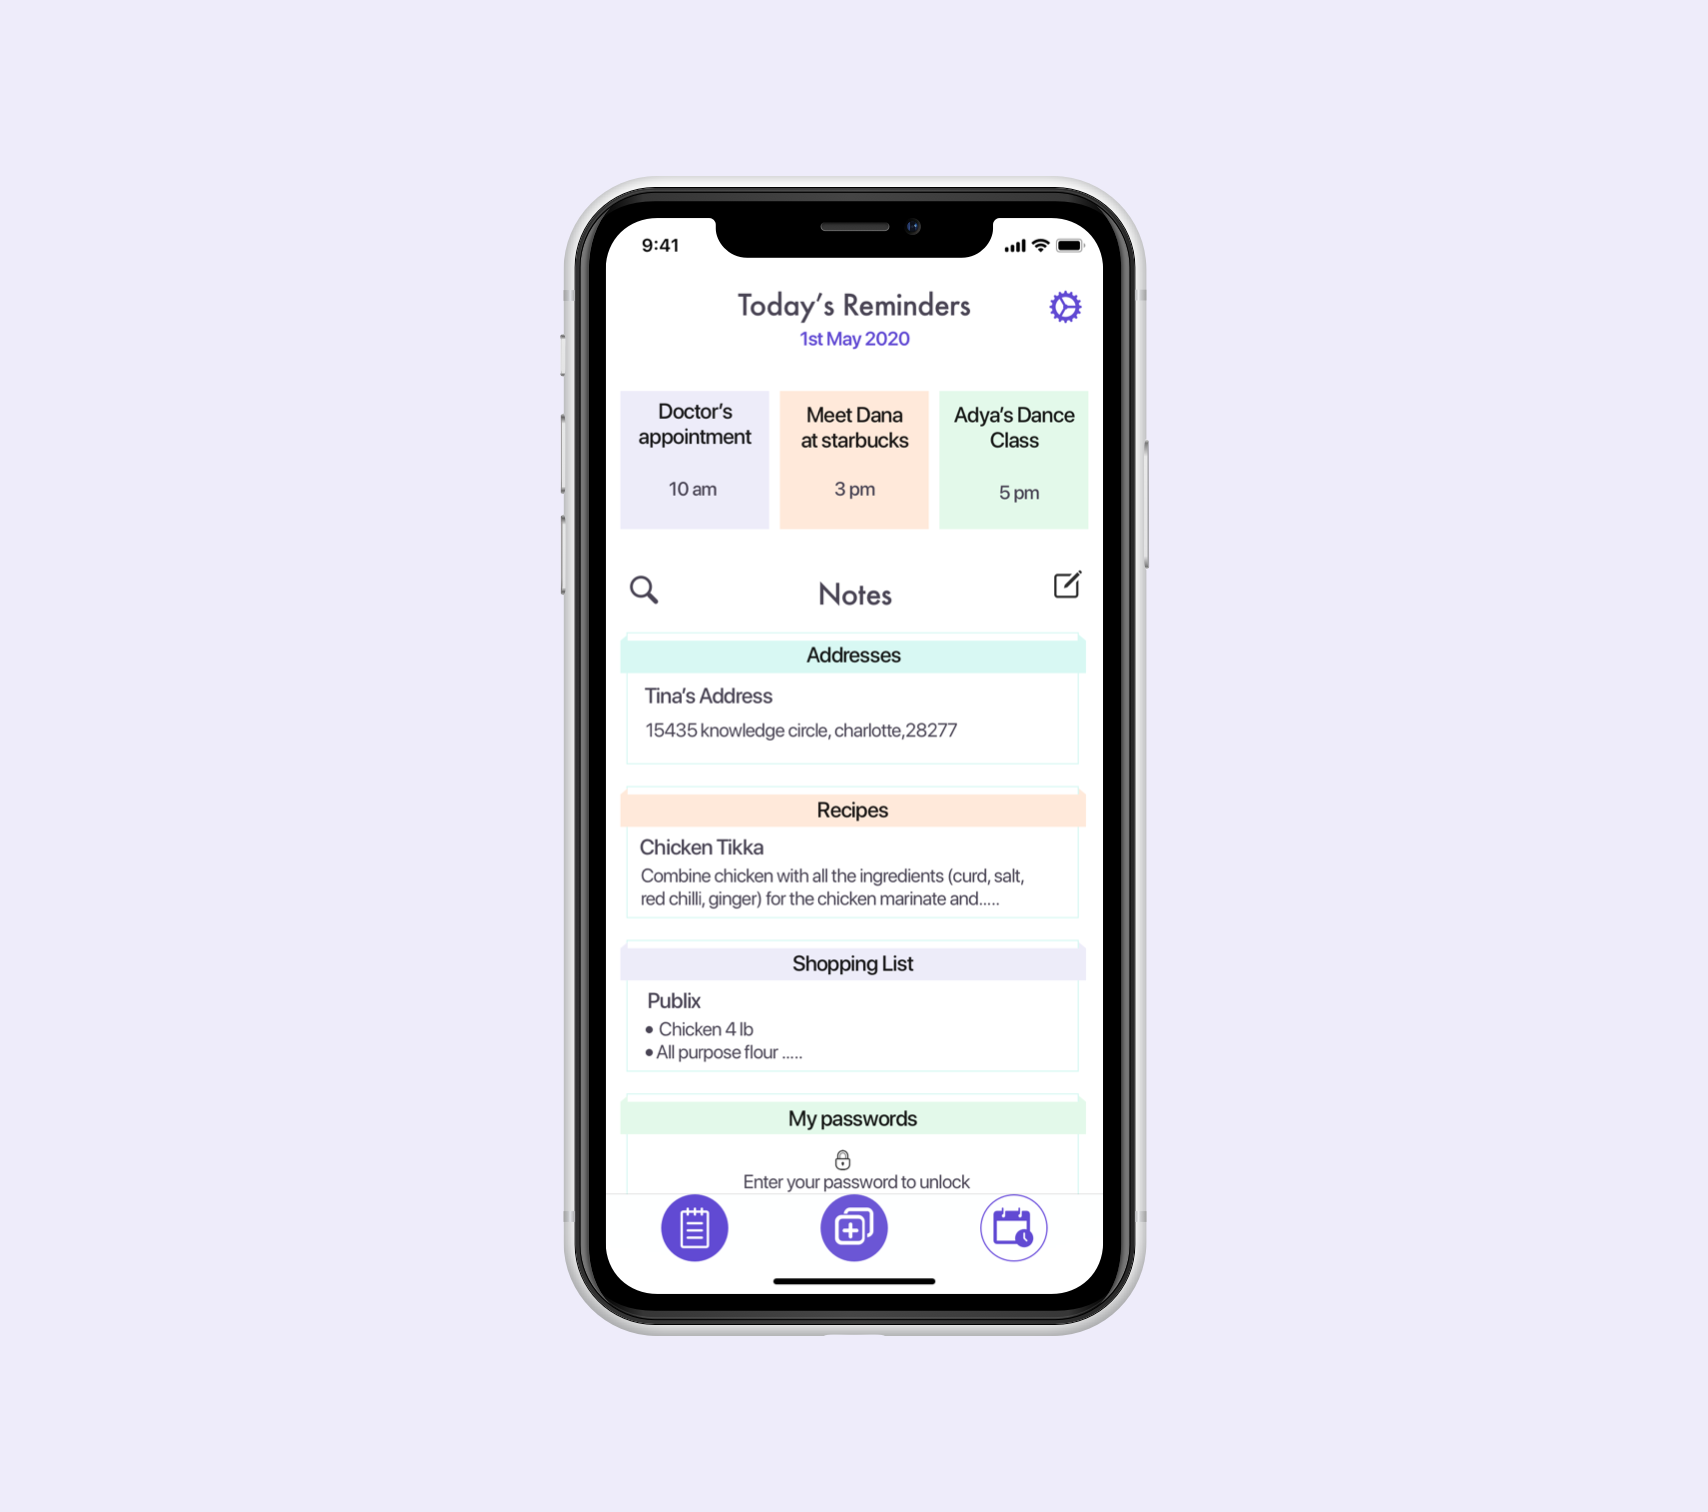 9:41
Today's Reminders
1st May 2020
Doctor's
appointment
10 am
Meet Dana
at starbucks
3 pm
Adya's Dance
Class
5 pm
Notes
Addresses
Tina's Address
15435 knowledge circle, charlotte,28277
Recipes
Chicken Tikka
Combine chicken with all the ingredients (curd, salt,
red chilli, ginger) for the chicken marinate and.....
Shopping List
Publix
• Chicken 4 lb
• All purpose flour .....
My passwords
Enter your password to unlock